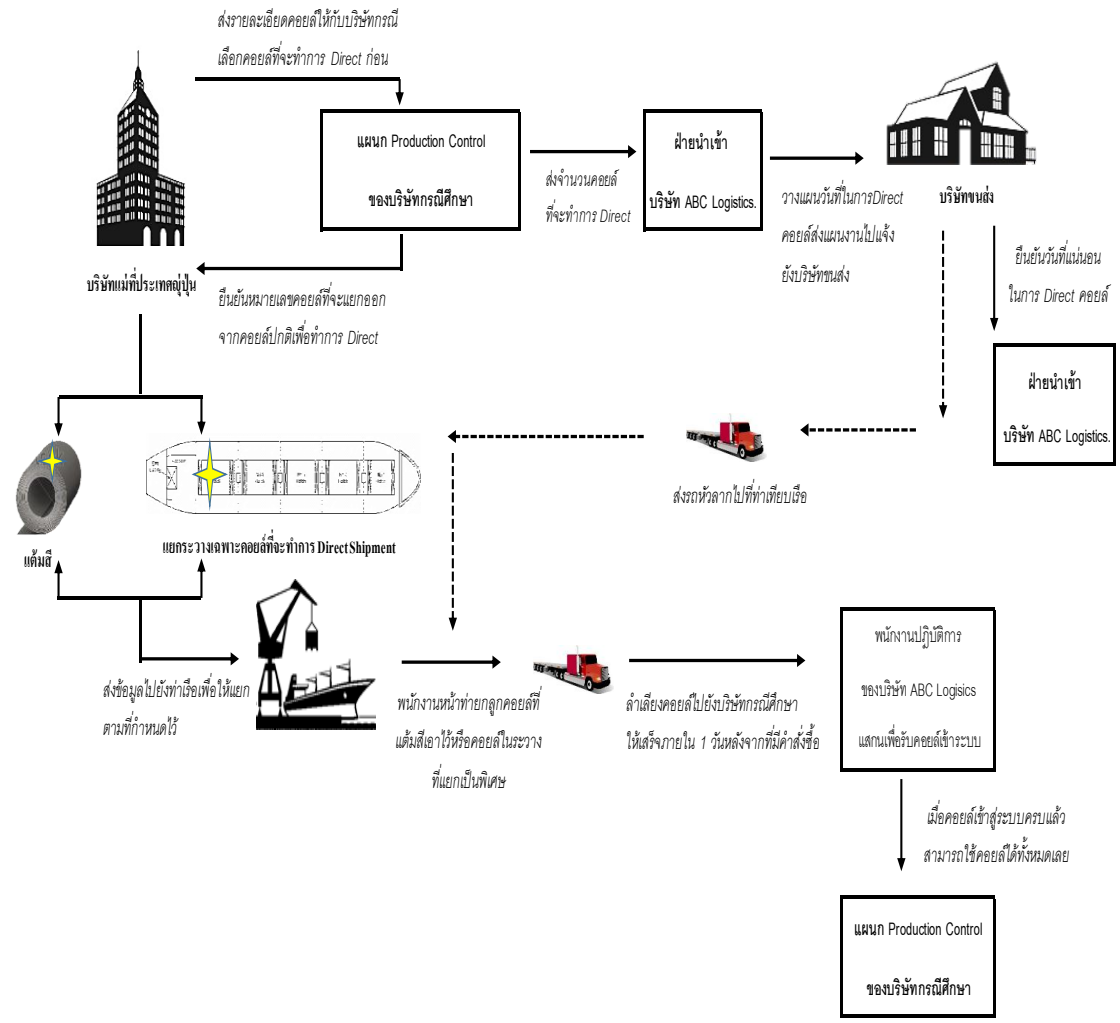 ส่งรายละเอียดคอยล์ให้กับบริษัทกรณี
เลือกคอยล์ที่จะทำการ Direct ก่อน
แผนก Production Control
ของบริษัทกรณีศึกษา
ส่งจำนวนคอยล์
ที่จะทำการ Direct
ฝ่ายนำเข้า
บริษัท ABC Logistics.
วางแผนวันที่ในการDirect
คอยล์ส่งแผนงานไปแจ้ง
ยังบริษัทขนส่ง
บริษัทขนส่ง
ยืนยันวันที่แน่นอน
ในการ Direct คอยล์
บริษัทแม่ที่ประเทศญุ่ปุ่น
ยืนยันหมายเลขคอยล์ที่จะแยกออก
จากคอยล์ปกติเพื่อทำการ Direct
ฝ่ายนำเข้า
บริษัท ABC Logistics.
ส่งรถหัวลากไปที่ท่าเทียบเรือ
แต้มสี
แยกระวางเฉพาะคอยล์ที่จะทำการ Direct Shipment
ส่งข้อมูลไปยังท่าเรือเพื่อให้แยก
ตามที่กำหนดไว้
พนักงานหน้าท่ายกลูกคอยล์ที่
แต้มสีเอาไว้หรือคอยล์ในระวาง
ที่แยกเป็นพิเศษ
ลำเลียงคอยล์ไปยังบริษัทกรณีศึกษา
ให้เสร็จภายใน 1 วันหลังจากที่มีคำสั่งซื้อ
พนักงานปฏิบัติการ
ของบริษัท ABC Logisics
แสกนเพื่อรับคอยล์เข้าระบบ
เมื่อคอยล์เข้าสู่ระบบครบแล้ว
สามารถใช้คอยล์ได้ทั้งหมดเลย
แผนก Production Control
ของบริษัทกรณีศึกษา